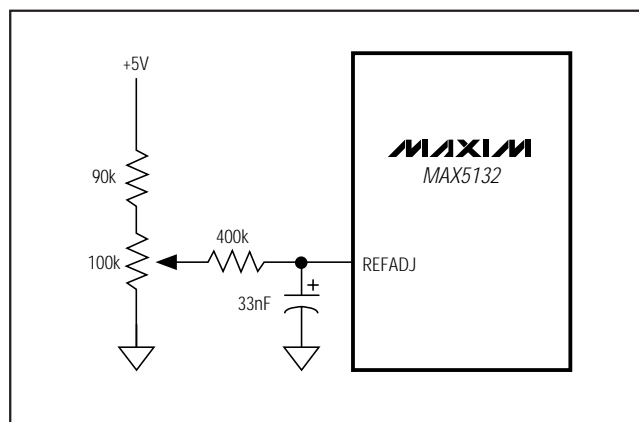 +5V
90k
100k
400k
33nF
+
MAXIM
MAX5132
REFADJ